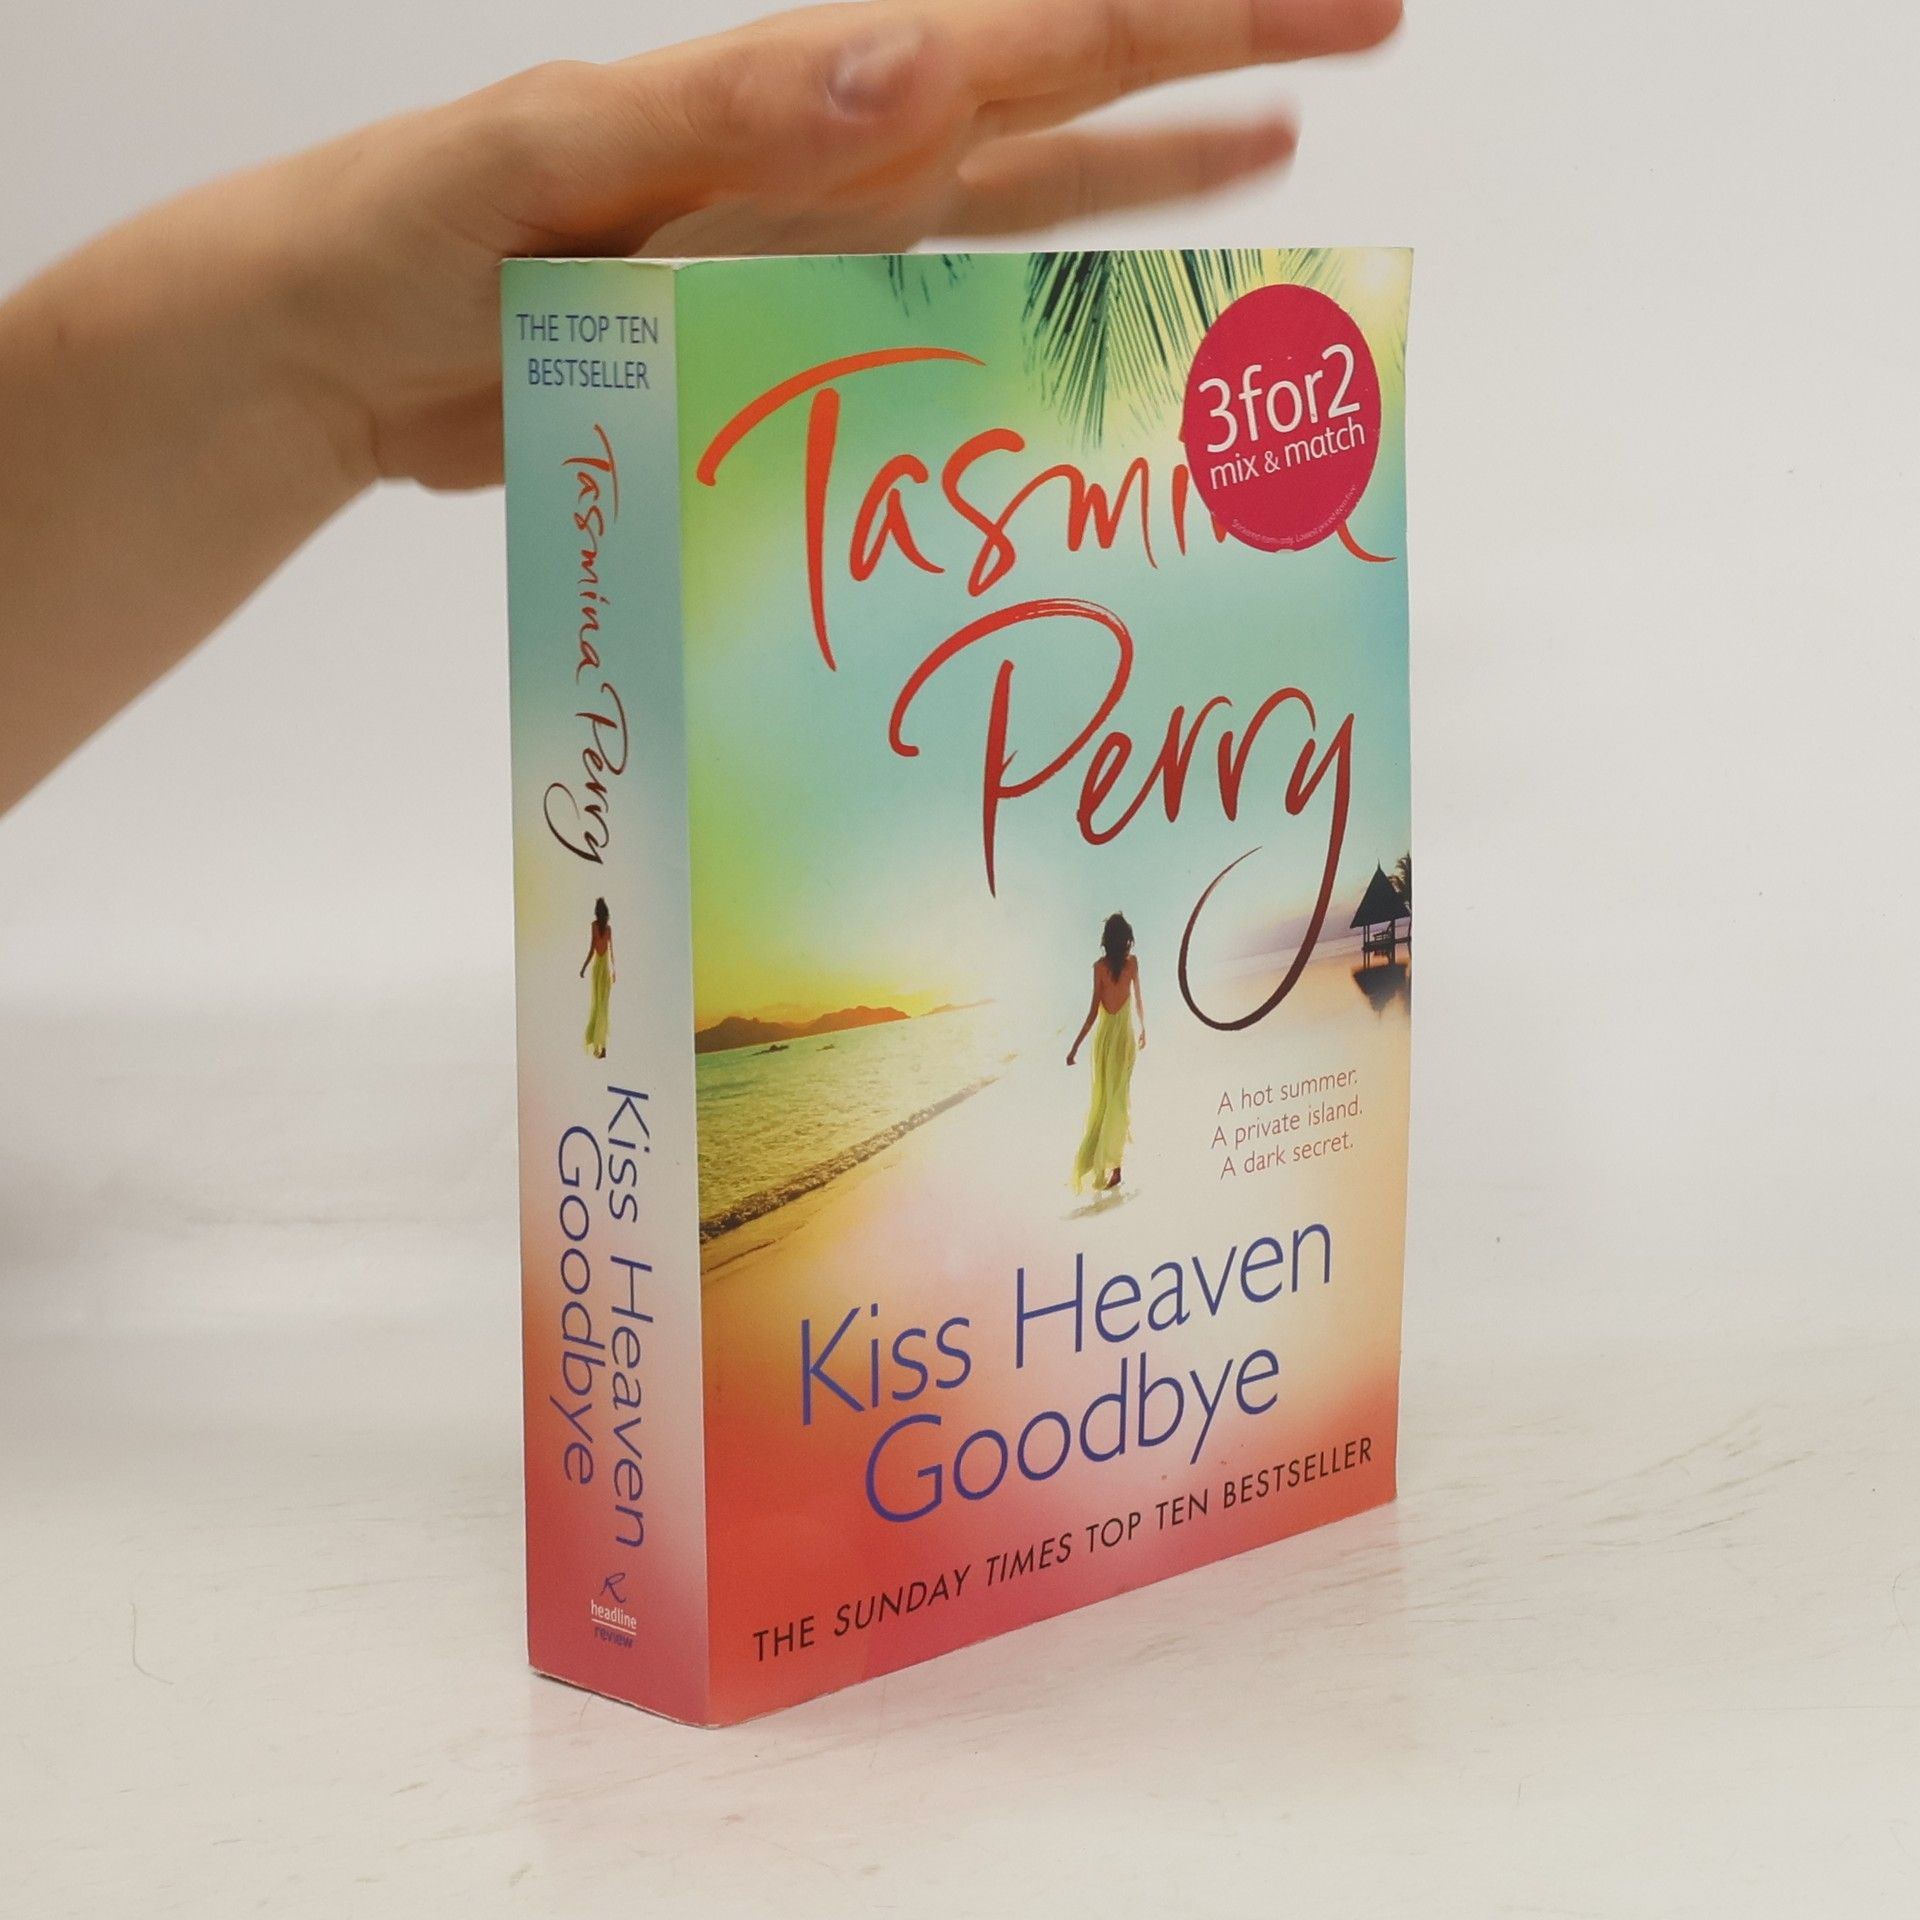 THE TOP TEN
BESTSELLER
Tasmina Perry
Kiss Heaven
Goodbye
R
headline
review
Tasmina
Perry
3for2
mix & match
A hot summer.
A private island.
A dark secret.
Kiss Heaven
Goodbye
THE SUNDAY TIMES TOP TEN BESTSELLER